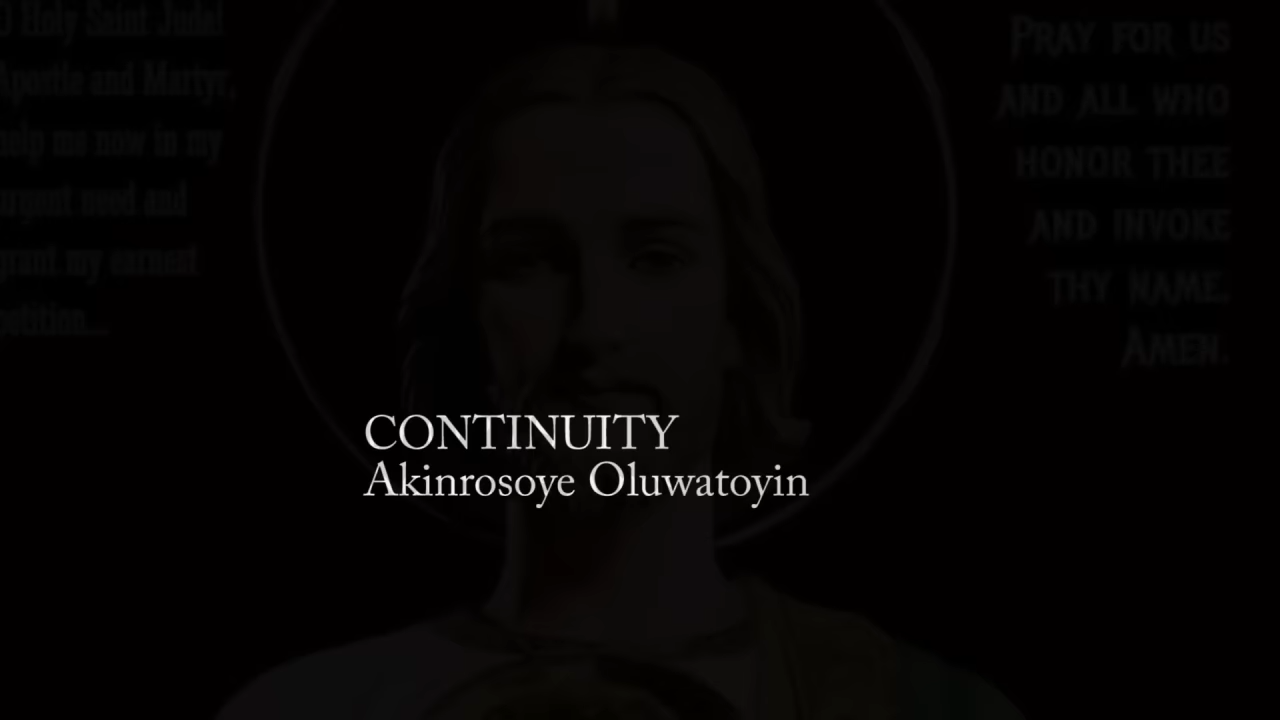 O Holy Saint Jude!
Apostle and Martyr,
help me now in my
urgent need and
grant my earnest
petition...
PRAY FOR US
AND ALL WHO
HONOR THEE
AND INVOKE
THY NAME.
AMEN.
CONTINUITY
Akinrosoye Oluwatoyin